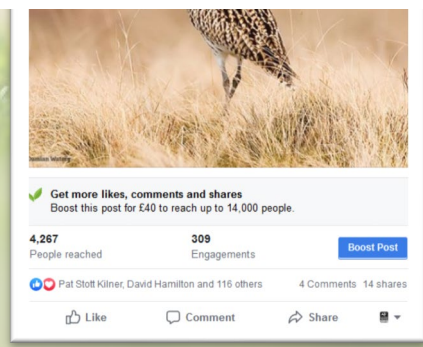 Damian Waters
Get more likes, comments and shares
Boost this post for £40 to reach up to 14,000 people.
4,267
People reached
309
Engagements
Boost Post
Pat Stott Kilner, David Hamilton and 116 others
4 Comments 14 shares
Like
Comment
Share